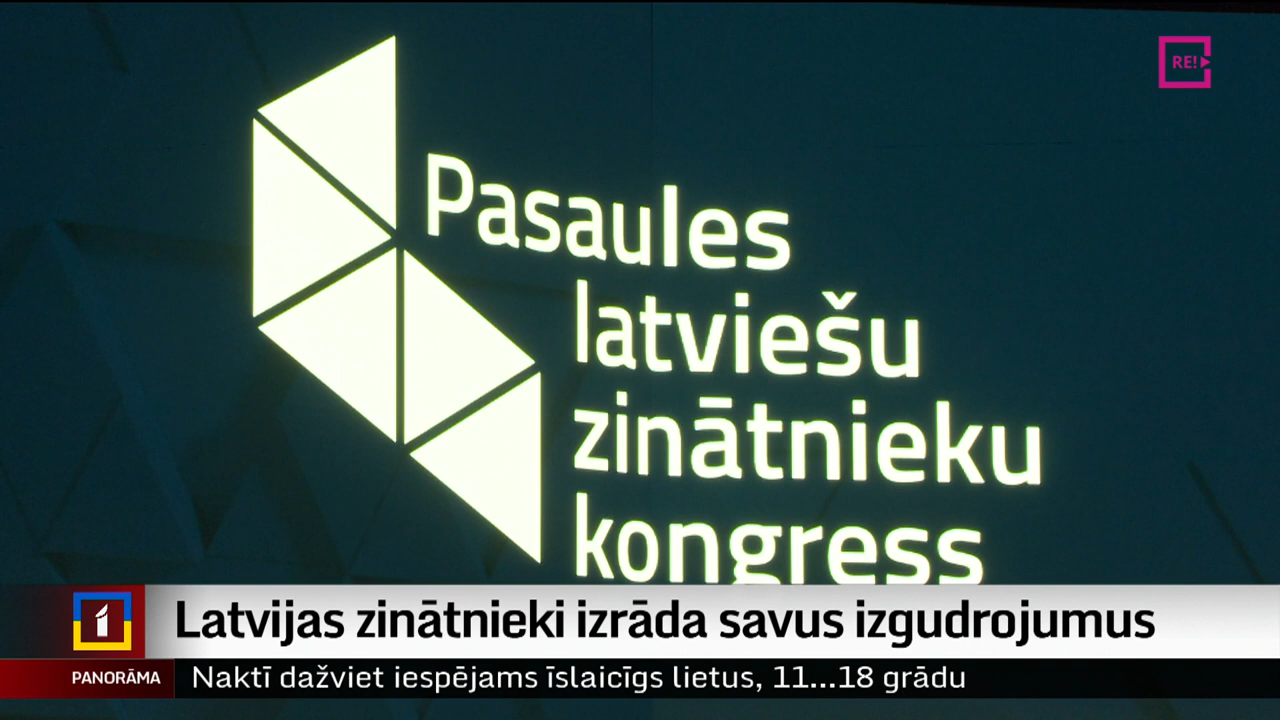 RE!
Pasaules
latviešu
zinātnieku
kongress
1
Latvijas zinātnieki izrāda savus izgudrojumus
PANORĀMA
Naktī dažviet iespējams īslaicīgs lietus, 11...18 grādu